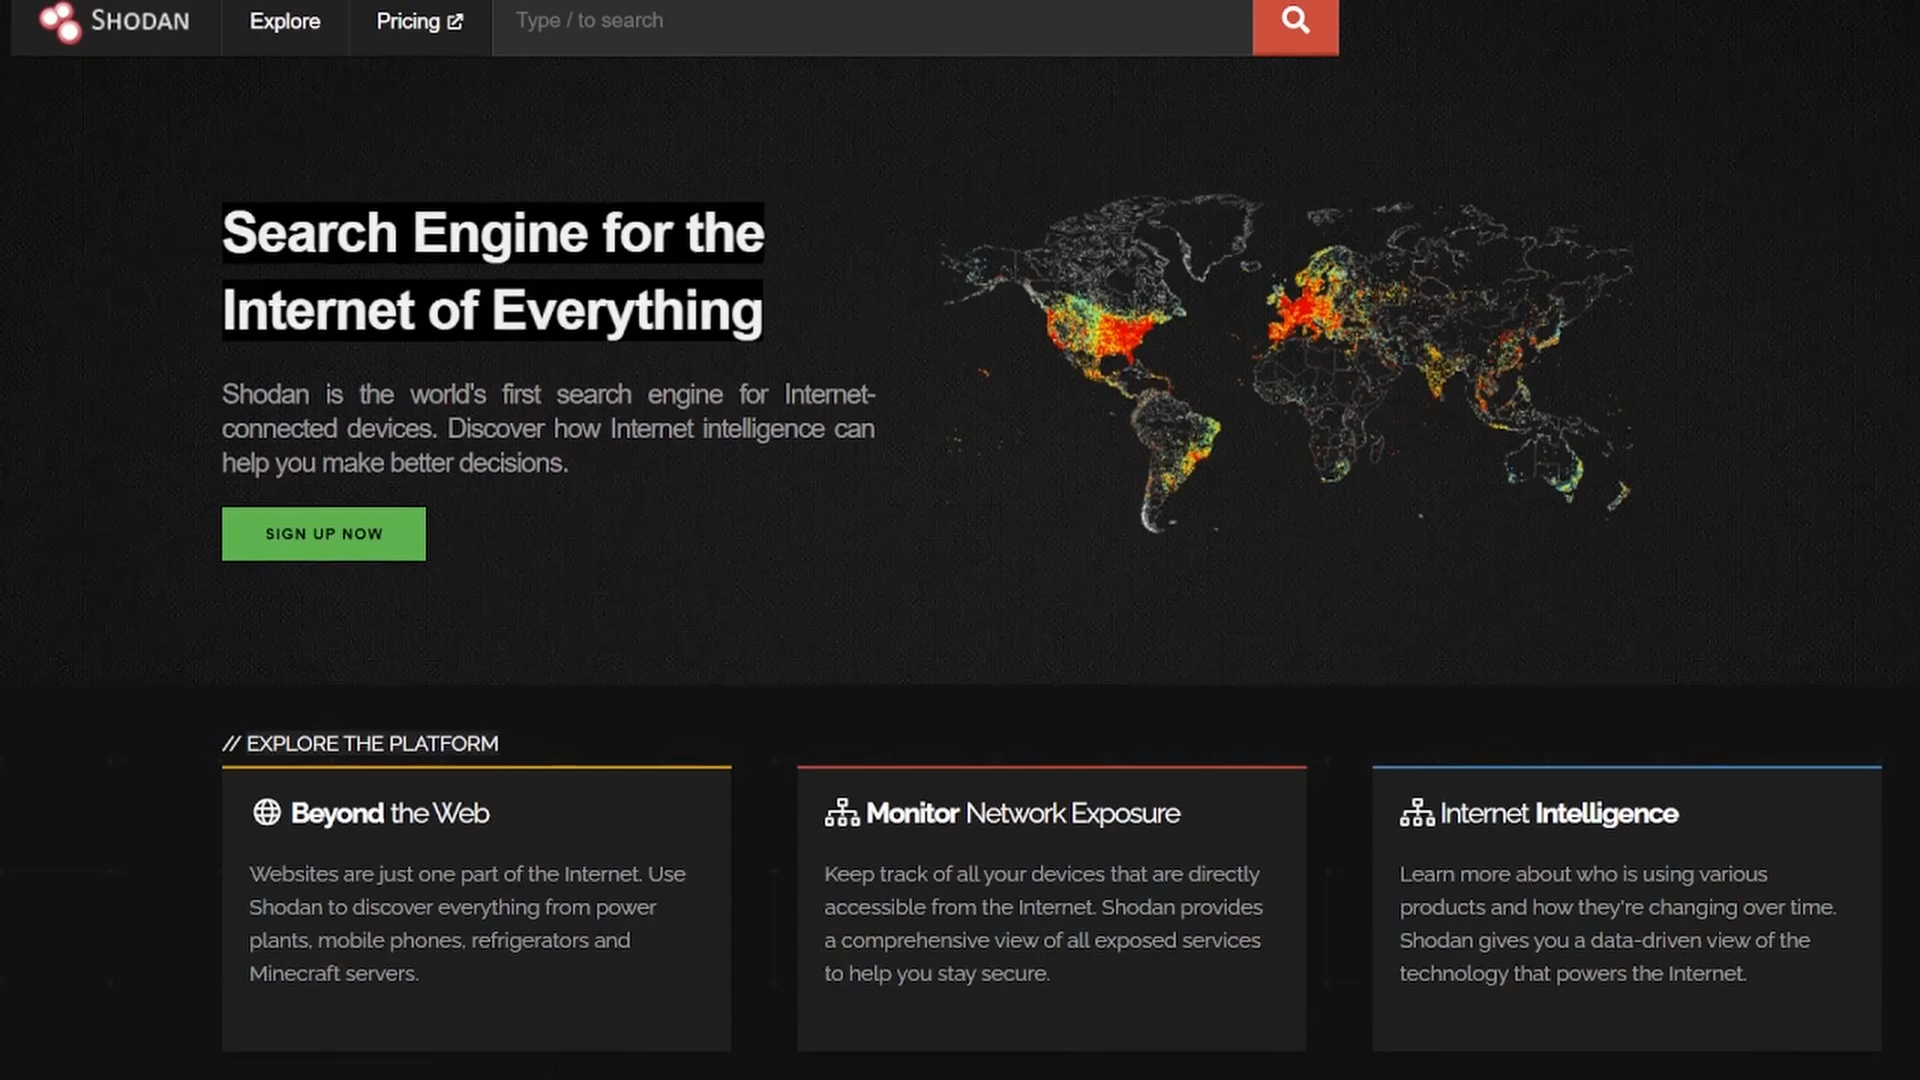 SHODAN
Explore
Pricing
Type / to search
Search Engine for the
Internet of Everything
Shodan is the world's first search engine for Internet-
connected devices. Discover how Internet intelligence can
help you make better decisions.
SIGN UP NOW
// EXPLORE THE PLATFORM
Beyond the Web
Websites are just one part of the Internet. Use
Shodan to discover everything from power
plants, mobile phones, refrigerators and
Minecraft servers.
Monitor Network Exposure
Keep track of all your devices that are directly
accessible from the Internet. Shodan provides
a comprehensive view of all exposed services
to help you stay secure.
Internet Intelligence
Learn more about who is using various
products and how they're changing over time.
Shodan gives you a data-driven view of the
technology that powers the Internet.